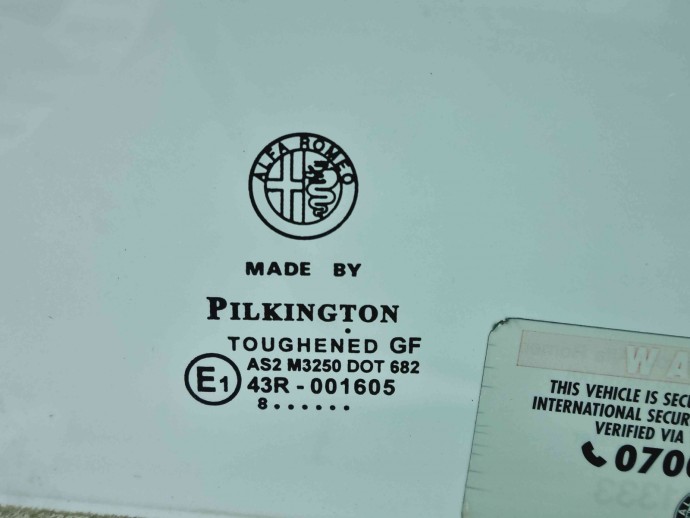 ALFA ROMEO
MADE BY
PILKINGTON
TOUGHENED GF
AS2 M3250 DOT 682
E1 43R - 001605
8 . . . . . .
THIS VEHICLE IS SEC
INTERNATIONAL SECUR
VERIFIED VIA
070